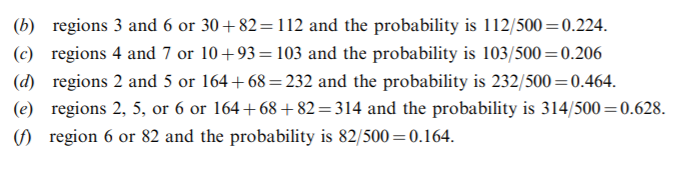 (b) regions 3 and 6 or 30+82=112 and the probability is 112/500=0.224.
(c) regions 4 and 7 or 10+93=103 and the probability is 103/500=0.206
(d) regions 2 and 5 or 164+68=232 and the probability is 232/500=0.464.
(e) regions 2, 5, or 6 or 164+68+82=314 and the probability is 314/500=0.628.
(f) region 6 or 82 and the probability is 82/500=0.164.